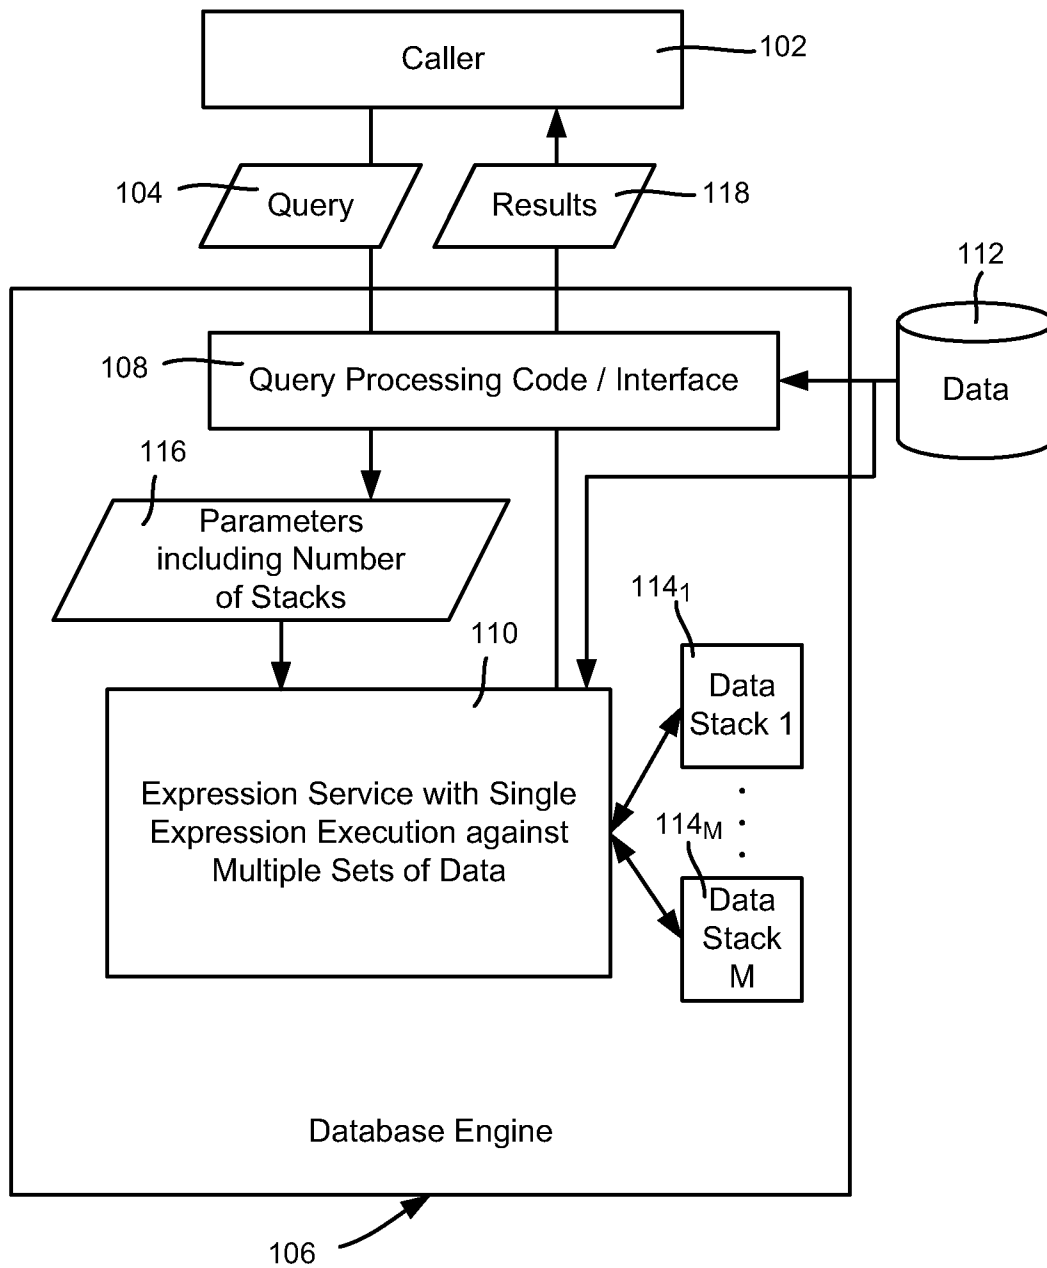 Caller
102
104
Query
Results
118
112
108
Query Processing Code / Interface
Data
116
Parameters
including Number
of Stacks
114₁
110
Data
Stack 1
Expression Service with Single
Expression Execution against
Multiple Sets of Data
114M
Data
Stack
M
Database Engine
106